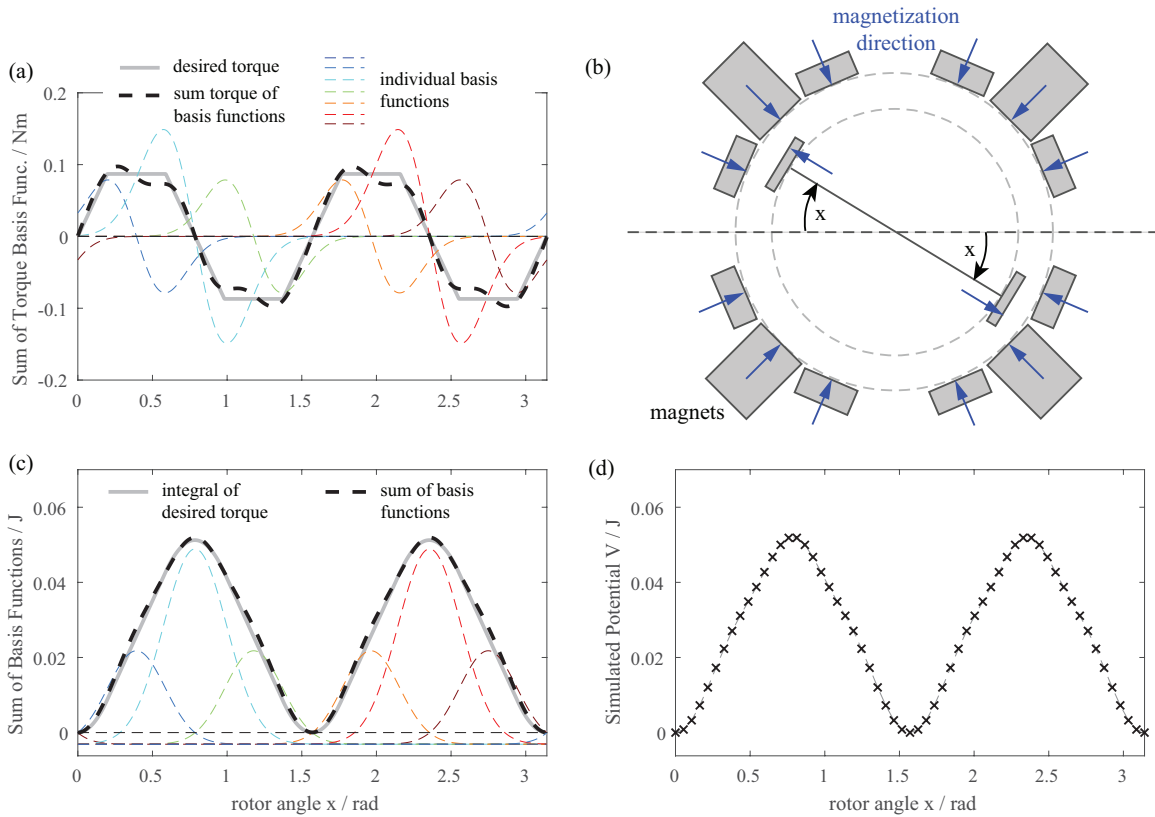 (a)
desired torque
sum torque of
basis functions
individual basis
functions
Sum of Torque Basis Func. / Nm
0.2
0.1
0
-0.1
-0.2
0 0.5 1 1.5 2 2.5 3
magnetization
direction
(b)
x
x
magnets
(c)
integral of
desired torque
sum of basis
functions
Sum of Basis Functions / J
0.06
0.04
0.02
0
0 0.5 1 1.5 2 2.5 3
rotor angle x / rad
(d)
Simulated Potential V / J
0.06
0.04
0.02
0
0 0.5 1 1.5 2 2.5 3
rotor angle x / rad